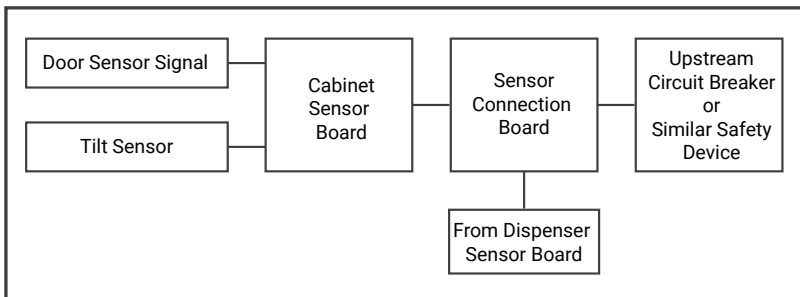 Door Sensor Signal
Tilt Sensor
Cabinet
Sensor
Board
Sensor
Connection
Board
Upstream
Circuit Breaker
or
Similar Safety
Device
From Dispenser
Sensor Board